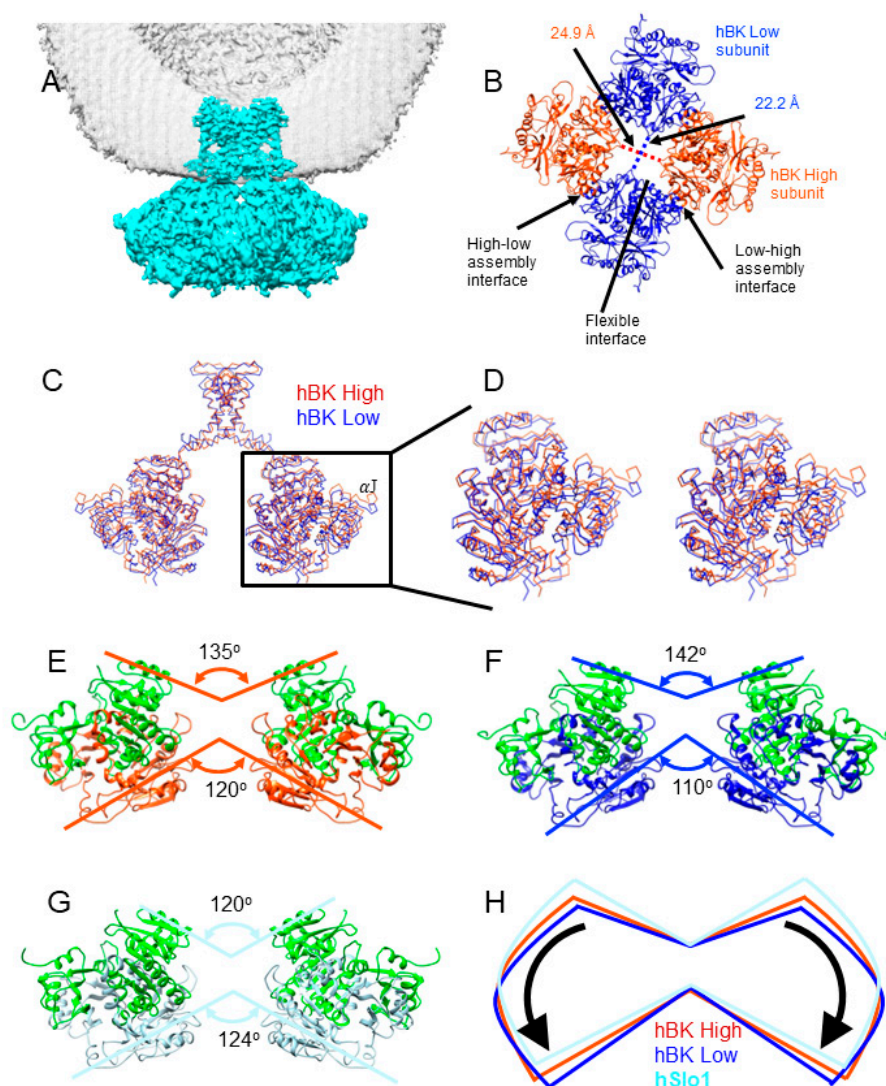 A
B
24.9 Å
hBK Low
subunit
22.2 Å
hBK High
subunit
High-low
assembly
interface
Low-high
assembly
interface
Flexible
interface
C
hBK High
hBK Low
αJ
D
E
135º
120º
F
142º
110º
G
120º
124º
H
hBK High
hBK Low
hSlo1